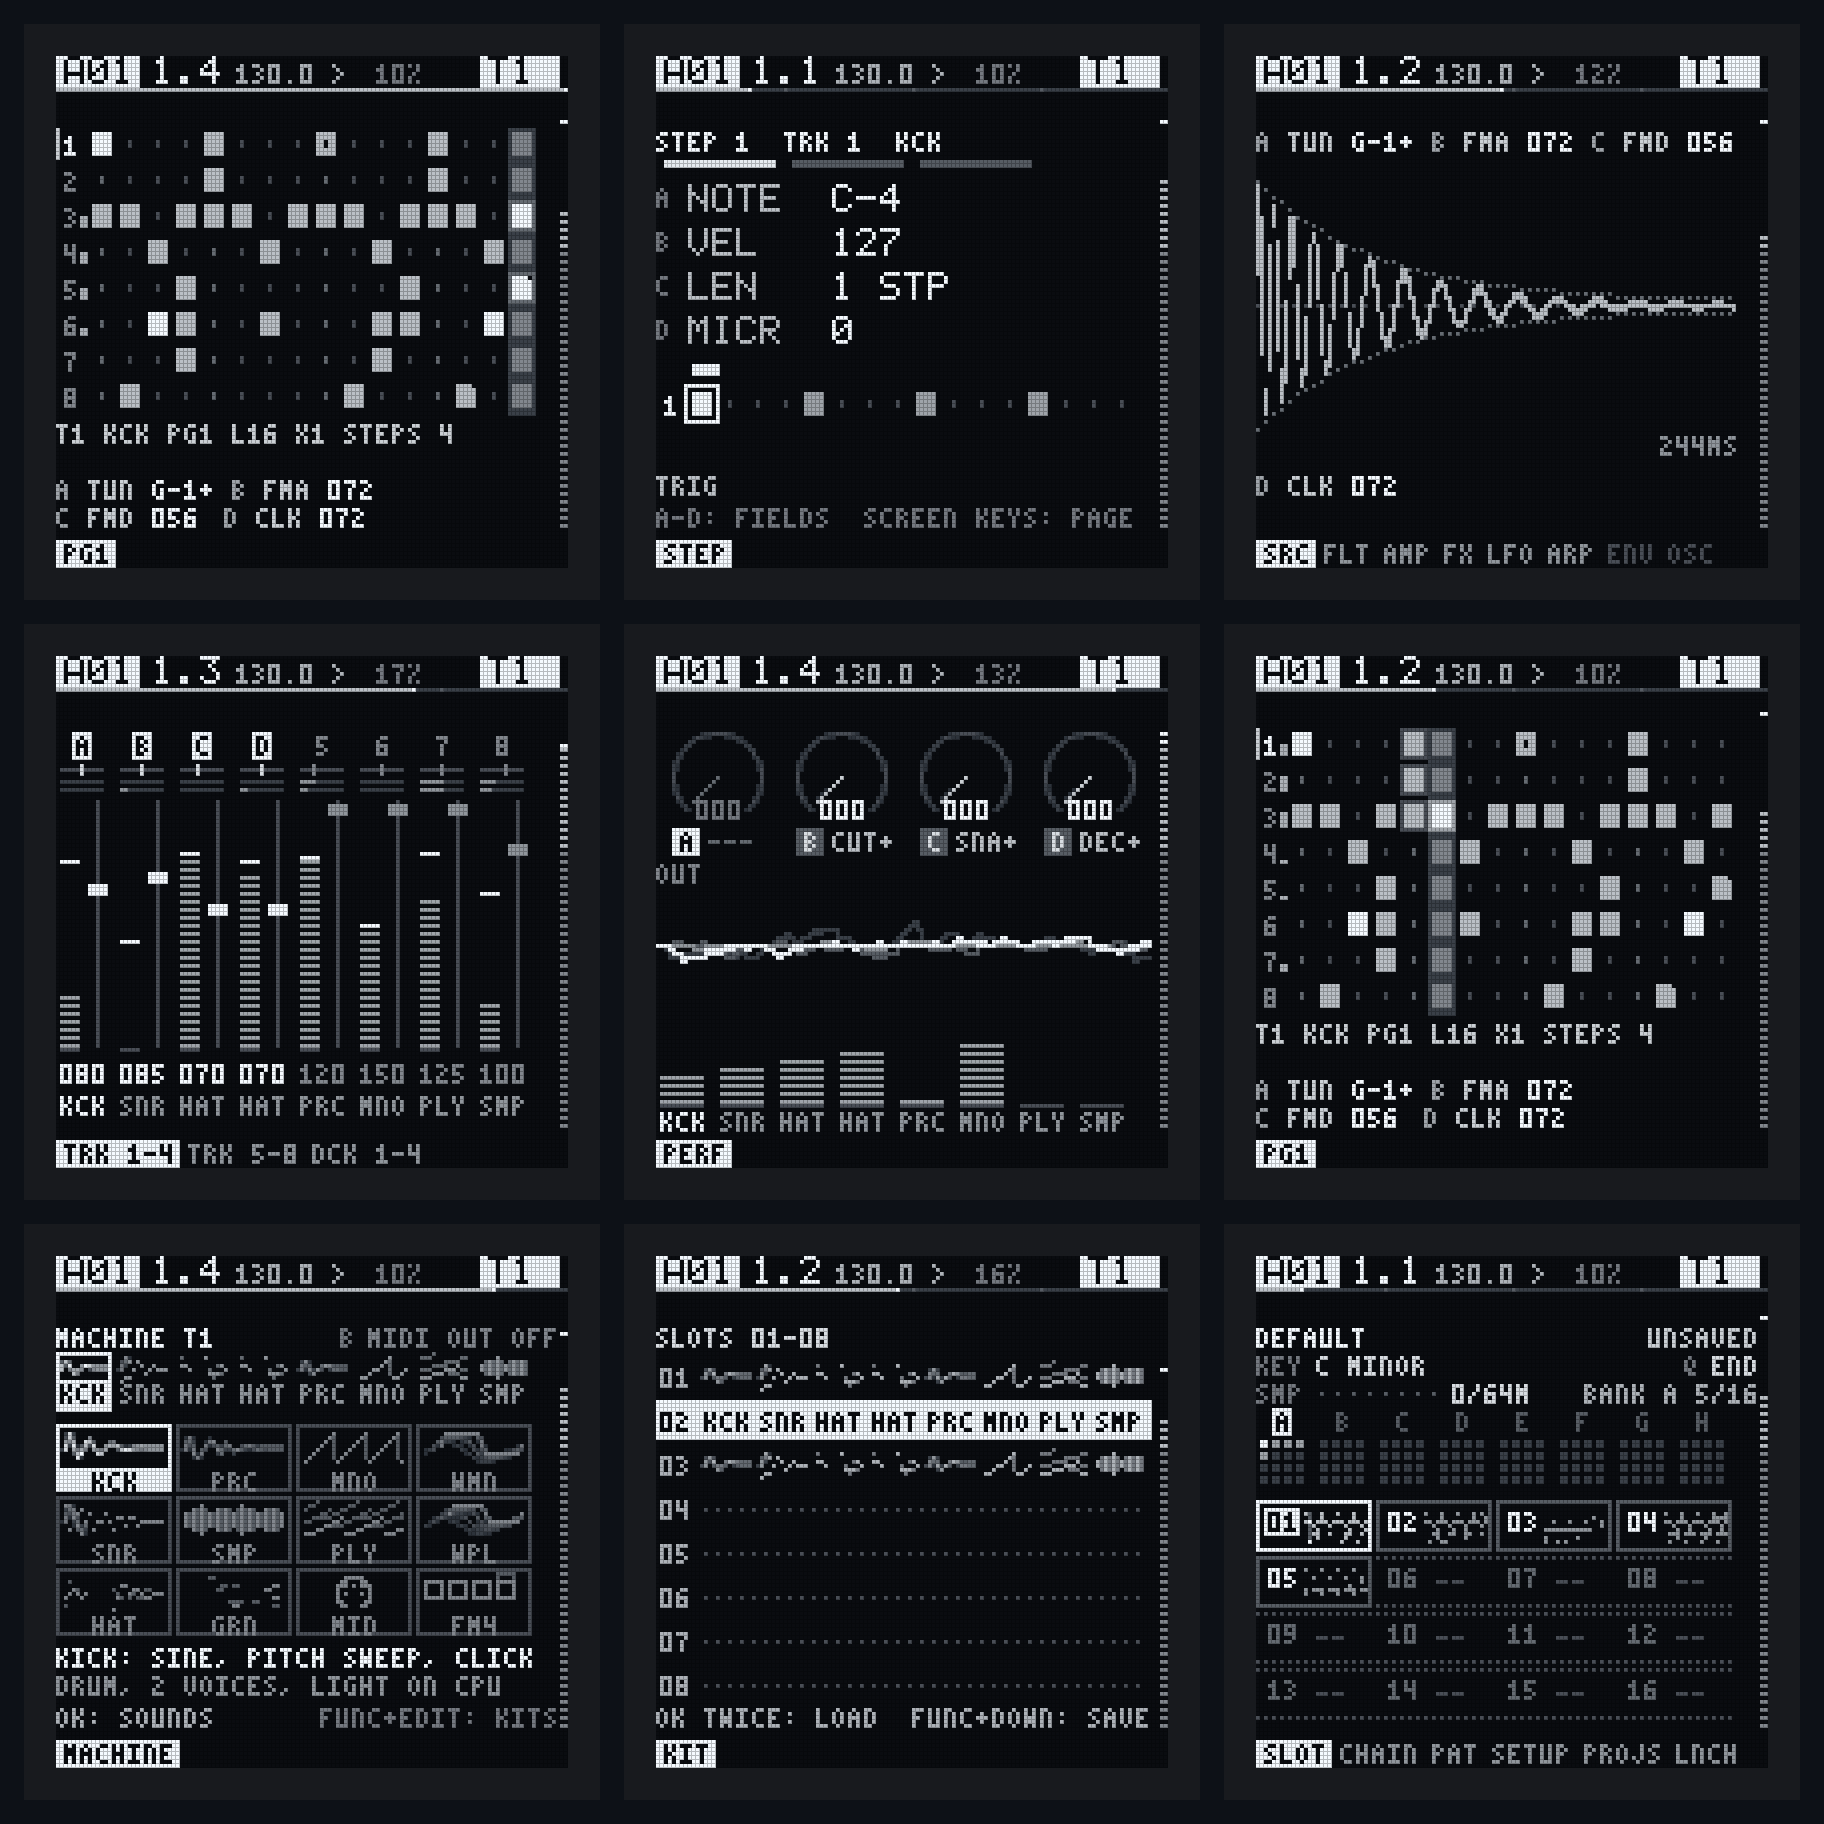 A01 1.4 130.0 > 10% T1
1
2
3
4
5
6
7
8
T1 KCK PG1 L16 X1 STEPS 4
A TUN G-1+ B FMA 072
C FMD 056 D CLK 072
PG1
A01 1.1 130.0 > 10% T1
STEP 1 TRK 1 KCK
A NOTE C-4
B VEL 127
C LEN 1 STP
D MICR 0
1
TRIG
A-D: FIELDS SCREEN KEYS: PAGE
STEP
A01 1.2 130.0 > 12% T1
A TUN G-1+ B FMA 072 C FMD 056
244MS
D CLK 072
SRC FLT AMP FX LFO ARP ENV OSC
A01 1.3 130.0 > 17% T1
A B C D 5 6 7 8
080 085 070 070 120 150 125 100
KCK SNR HAT HAT PRC MNO PLY SMP
TRK 1-4 TRK 5-8 DCK 1-4
A01 1.4 130.0 > 13% T1
000 000 000 000
A --- B CUT+ C SNA+ D DEC+
OUT
KCK SNR HAT HAT PRC MNO PLY SMP
PERF
A01 1.2 130.0 > 10% T1
1
2
3
4
5
6
7
8
T1 KCK PG1 L16 X1 STEPS 4
A TUN G-1+ B FMA 072
C FMD 056 D CLK 072
PG1
A01 1.4 130.0 > 10% T1
MACHINE T1 B MIDI OUT OFF
KCK SNR HAT HAT PRC MNO PLY SMP
KCK PRC MNO WMN
SNR SMP PLY WPL
HAT GRN MID FM4
KICK: SINE, PITCH SWEEP, CLICK
DRUM, 2 VOICES, LIGHT ON CPU
OK: SOUNDS FUNC+EDIT: KITS
MACHINE
A01 1.2 130.0 > 16% T1
SLOTS 01-08
01
02 KCK SNR HAT HAT PRC MNO PLY SMP
03
04
05
06
07
08
OK TWICE: LOAD FUNC+DOWN: SAVE
KIT
A01 1.1 130.0 > 10% T1
DEFAULT UNSAVED
KEY C MINOR Q END
SMP 0/64M BANK A 5/16
A B C D E F G H
01 02 03 04
05 06 -- 07 -- 08 --
09 -- 10 -- 11 -- 12 --
13 -- 14 -- 15 -- 16 --
SLOT CHAIN PAT SETUP PROJS LNCH